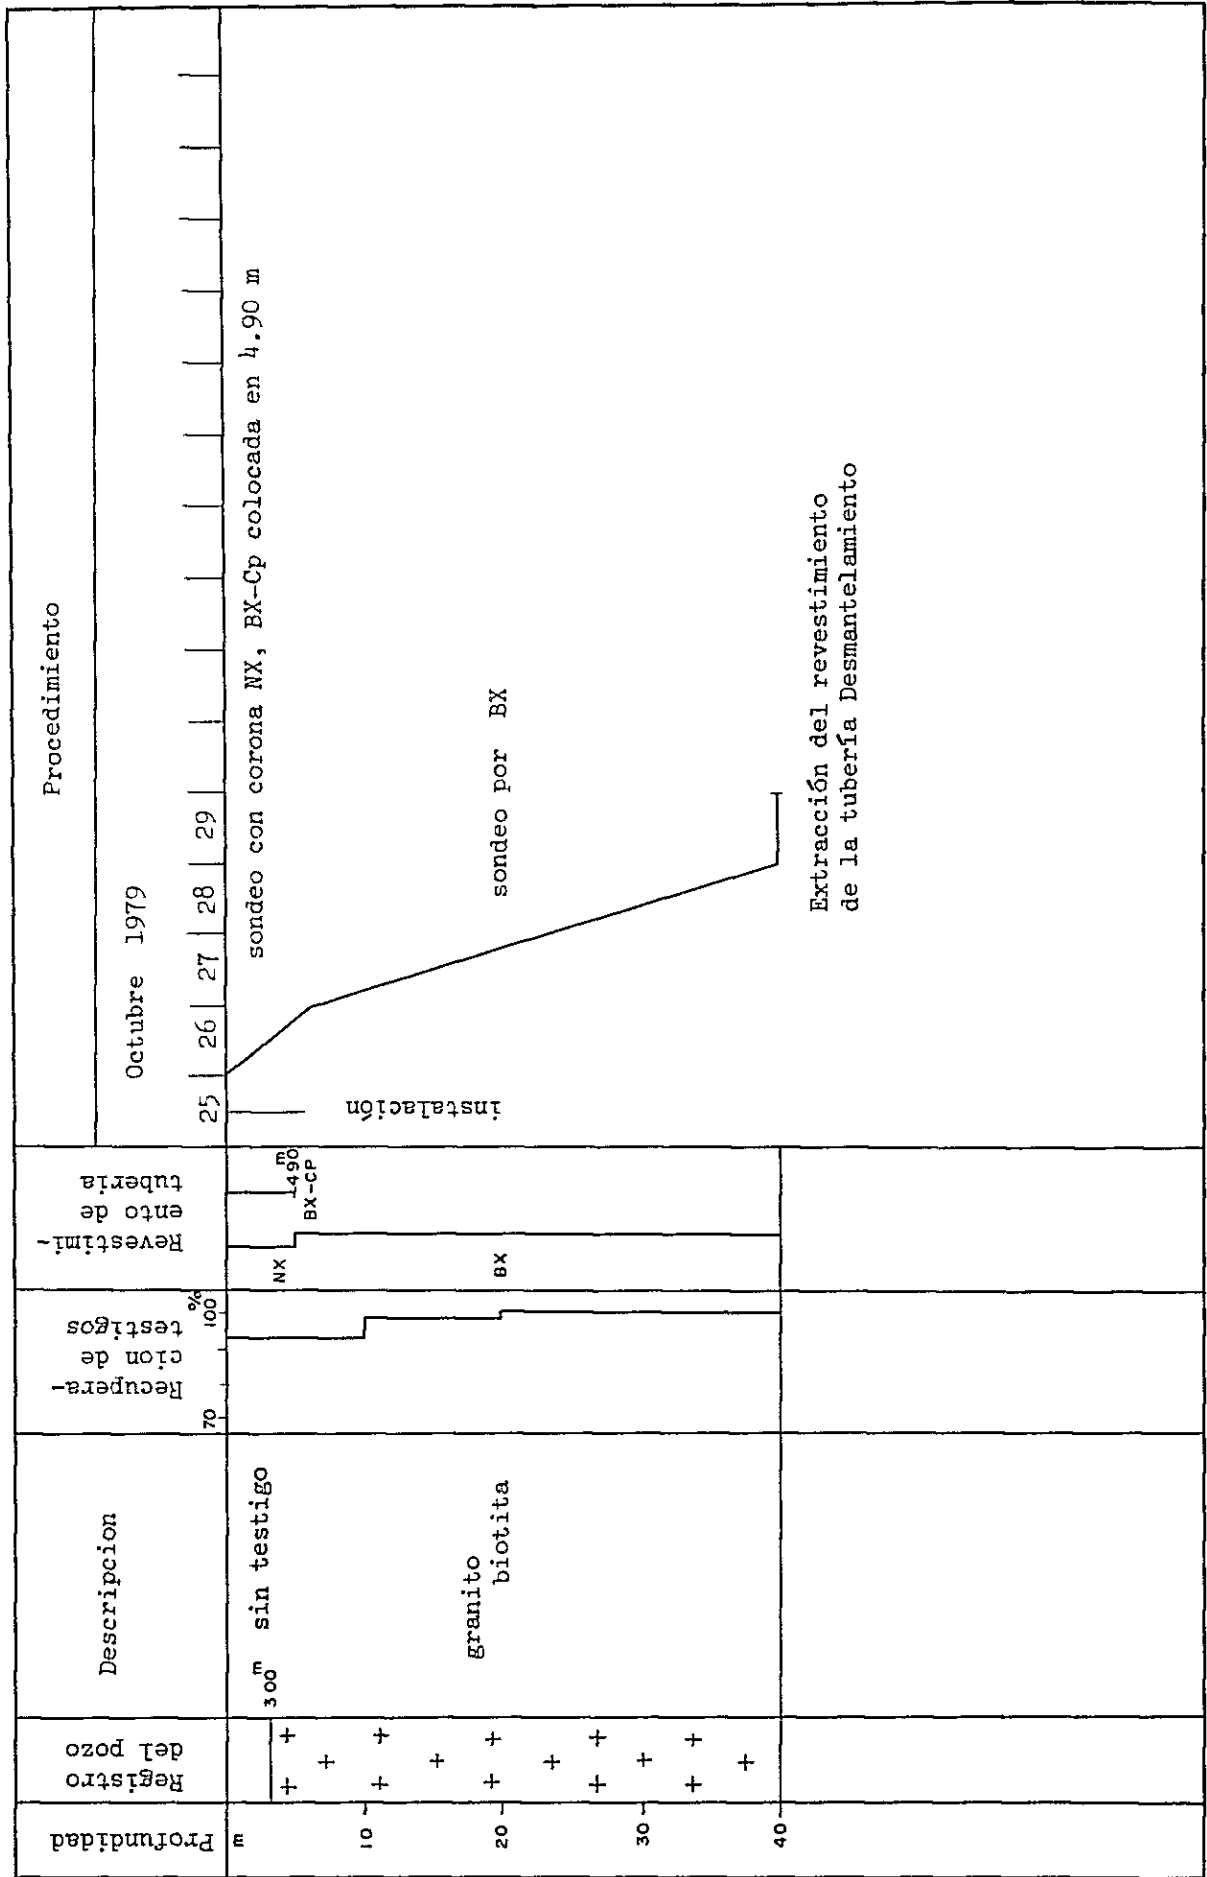 Profundidad
Registro
del pozo
Descripcion
Recupera-
cion de
testigos
Revestimi-
ento de
tuberia
Procedimiento
Octubre 1979
m
70
100
%
25
26
27
28
29
300 m
sin testigo
NX
490 m
BX-CP
instalación
sondeo con corona NX, BX-Cp colocada en 4.90 m
10
20
30
40
granito
biotita
BX
sondeo por BX
Extracción del revestimiento
de la tubería Desmantelamiento